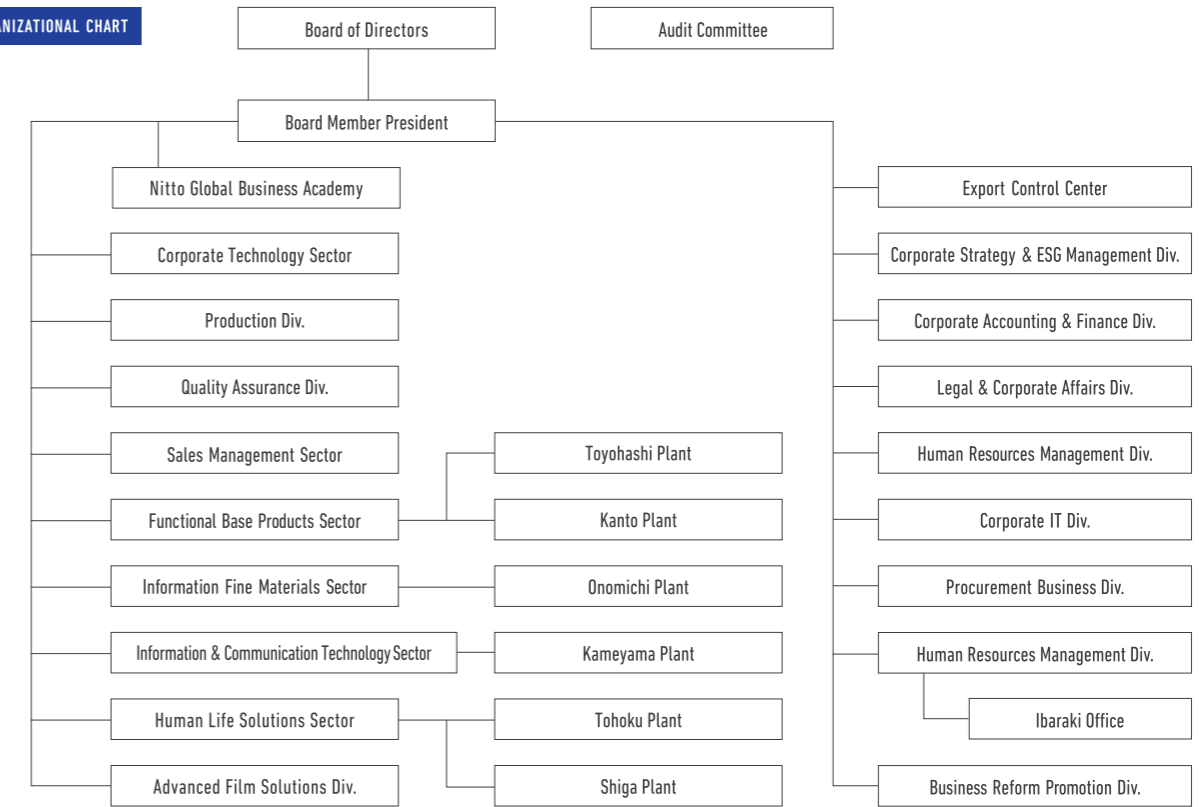 ANIZATIONAL CHART
Board of Directors
Audit Committee
Board Member President
Nitto Global Business Academy
Corporate Technology Sector
Production Div.
Quality Assurance Div.
Sales Management Sector
Functional Base Products Sector
Information Fine Materials Sector
Information & Communication Technology Sector
Human Life Solutions Sector
Advanced Film Solutions Div.
Toyohashi Plant
Kanto Plant
Onomichi Plant
Kameyama Plant
Tohoku Plant
Shiga Plant
Export Control Center
Corporate Strategy & ESG Management Div.
Corporate Accounting & Finance Div.
Legal & Corporate Affairs Div.
Human Resources Management Div.
Corporate IT Div.
Procurement Business Div.
Human Resources Management Div.
Ibaraki Office
Business Reform Promotion Div.